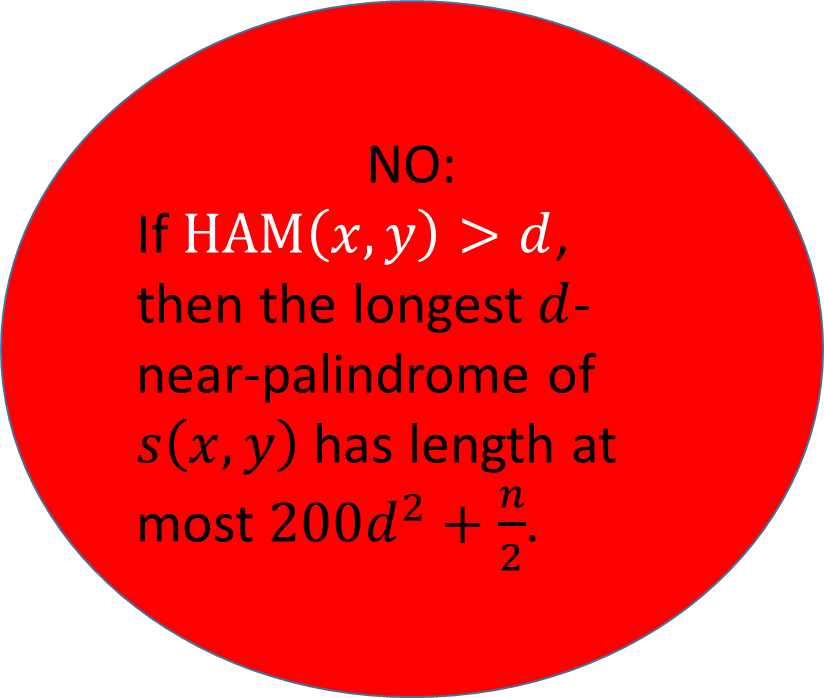 NO:
If HAM(𝑥, 𝑦) > 𝑑,
then the longest 𝑑-
near-palindrome of
𝑠(𝑥, 𝑦) has length at
most 200𝑑² + 𝑛/2.